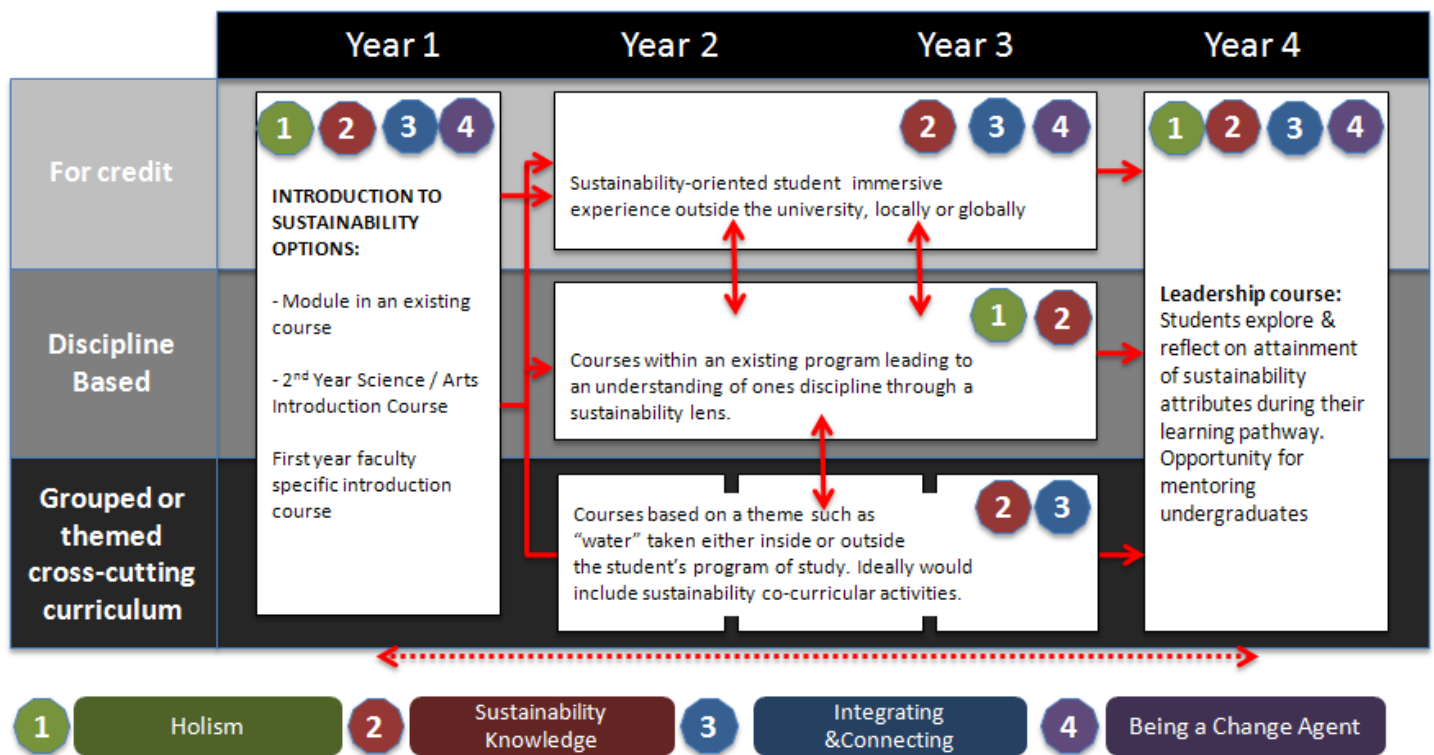 Year 1
Year 2
Year 3
Year 4
For credit
1 2 3 4
INTRODUCTION TO
SUSTAINABILITY
OPTIONS:
- Module in an existing
course
- 2nd Year Science / Arts
Introduction Course
First year faculty
specific introduction
course
2 3 4
Sustainability-oriented student immersive
experience outside the university, locally or globally
1 2 3 4
Leadership course:
Students explore &
reflect on attainment
of sustainability
attributes during their
learning pathway.
Opportunity for
mentoring
undergraduates
Discipline
Based
1 2
Courses within an existing program leading to
an understanding of ones discipline through a
sustainability lens.
Grouped or
themed
cross-cutting
curriculum
2 3
Courses based on a theme such as
“water” taken either inside or outside
the student’s program of study. Ideally would
include sustainability co-curricular activities.
1
Holism
2
Sustainability
Knowledge
3
Integrating
&Connecting
4
Being a Change Agent